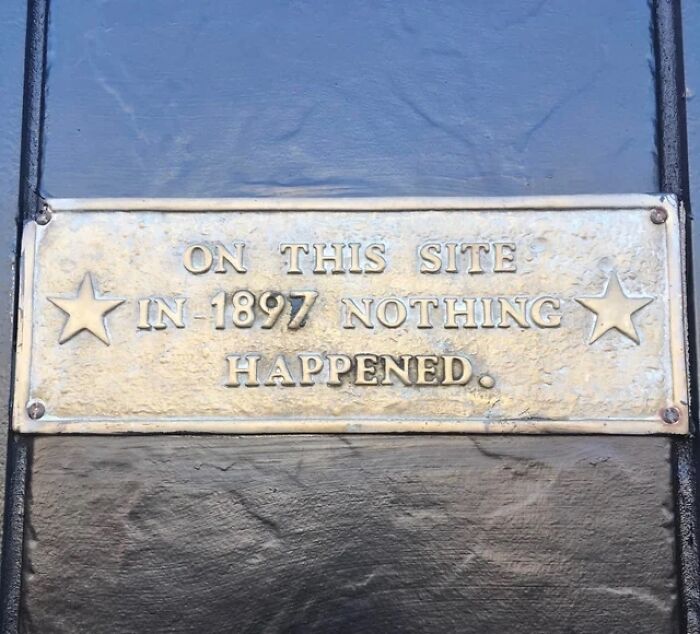 ON THIS SITE
IN 1897 NOTHING
HAPPENED.